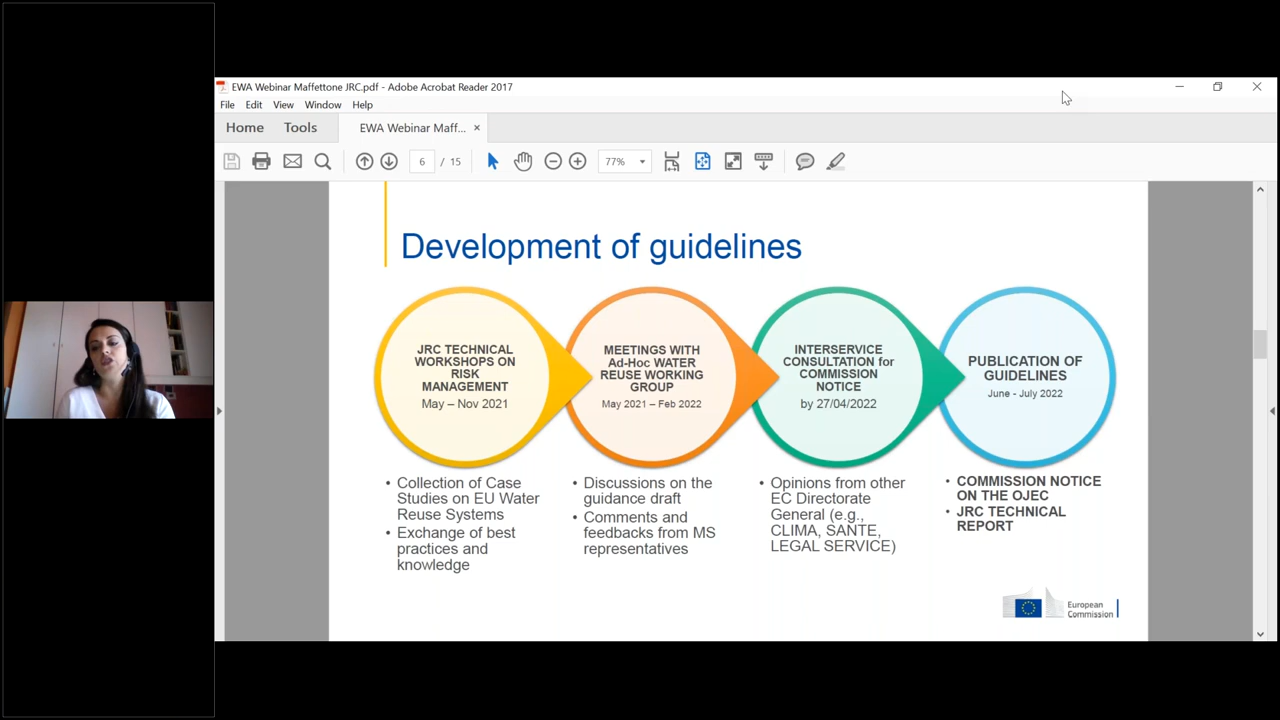 EWA Webinar Maffettone JRC.pdf - Adobe Acrobat Reader 2017
File Edit View Window Help
Home Tools EWA Webinar Maff... ×
6 / 15 77%
Development of guidelines
JRC TECHNICAL
WORKSHOPS ON
RISK
MANAGEMENT
May – Nov 2021
MEETINGS WITH
Ad-Hoc WATER
REUSE WORKING
GROUP
May 2021 – Feb 2022
INTERSERVICE
CONSULTATION for
COMMISSION
NOTICE
by 27/04/2022
PUBLICATION OF
GUIDELINES
June - July 2022
• Collection of Case
Studies on EU Water
Reuse Systems
• Exchange of best
practices and
knowledge
• Discussions on the
guidance draft
• Comments and
feedbacks from MS
representatives
• Opinions from other
EC Directorate
General (e.g.,
CLIMA, SANTE,
LEGAL SERVICE)
• COMMISSION NOTICE
ON THE OJEC
• JRC TECHNICAL
REPORT
European
Commission